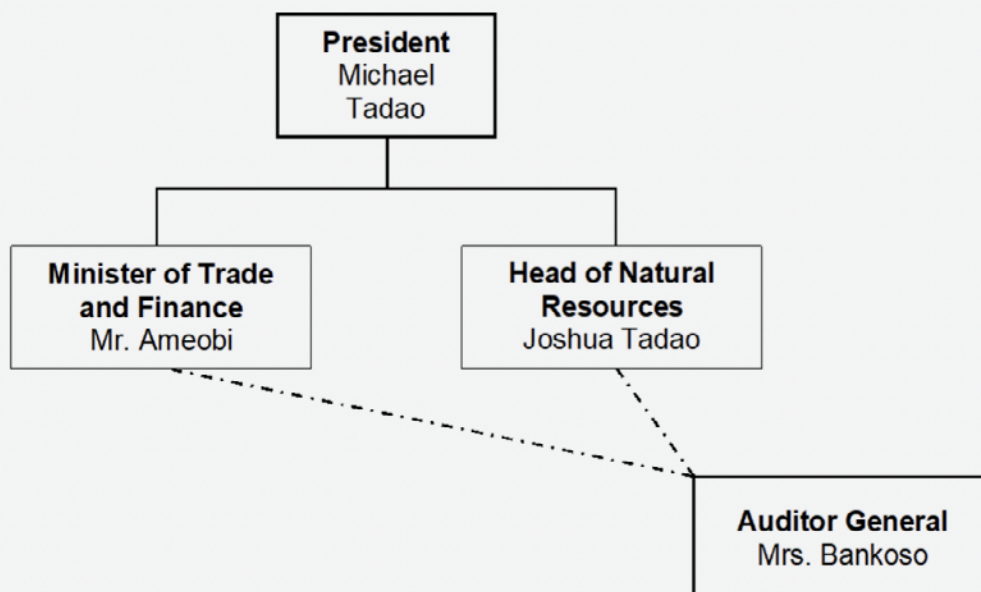 President
Michael
Tadao
Minister of Trade
and Finance
Mr. Ameobi
Head of Natural
Resources
Joshua Tadao
Auditor General
Mrs. Bankoso